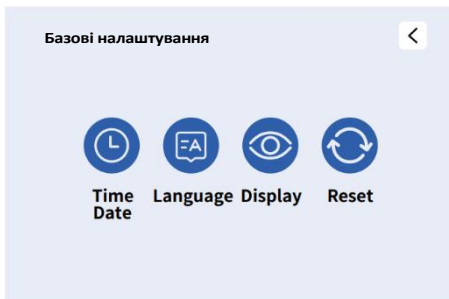 Базові налаштування
Time
Date
Language
Display
Reset